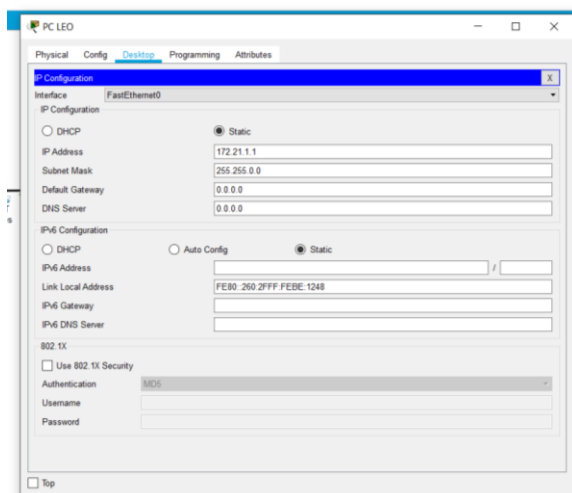 PC LEO
Physical Config Desktop Programming Attributes
IP Configuration X
Interface FastEthernet0
IP Configuration
DHCP Static
IP Address 172.21.1.1
Subnet Mask 255.255.0.0
Default Gateway 0.0.0.0
DNS Server 0.0.0.0
IPv6 Configuration
DHCP Auto Config Static
IPv6 Address /
Link Local Address FE80::260:2FFF:FEBE:1248
IPv6 Gateway
IPv6 DNS Server
802.1X
Use 802.1X Security
Authentication MD5
Username
Password
Top